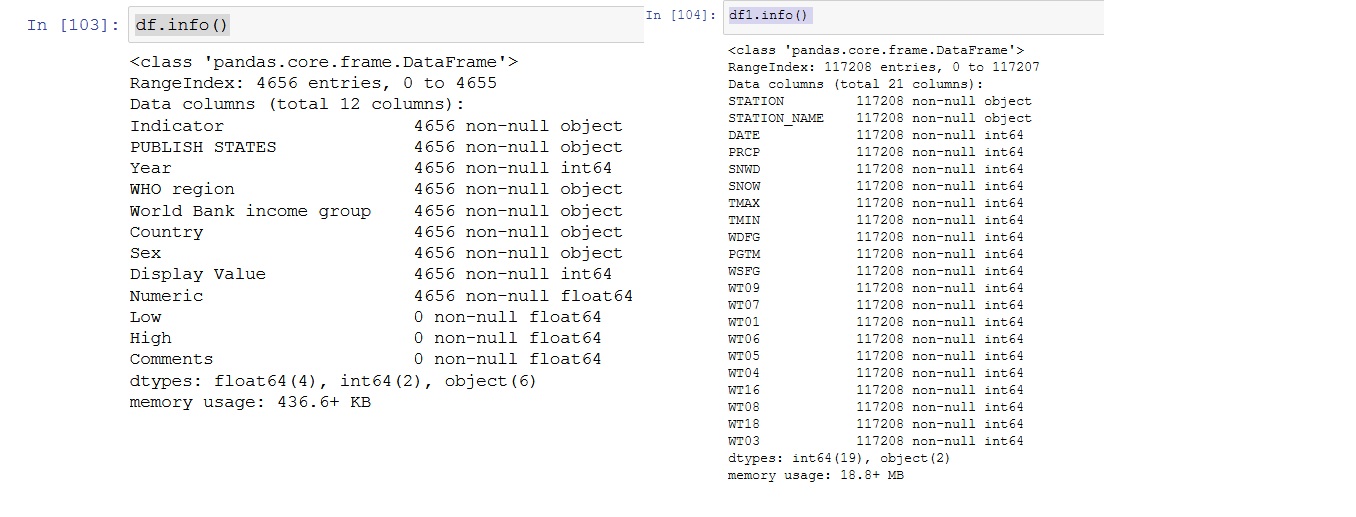 In [103]: df.info()
<class 'pandas.core.frame.DataFrame'>
RangeIndex: 4656 entries, 0 to 4655
Data columns (total 12 columns):
Indicator 4656 non-null object
PUBLISH STATES 4656 non-null object
Year 4656 non-null int64
WHO region 4656 non-null object
World Bank income group 4656 non-null object
Country 4656 non-null object
Sex 4656 non-null object
Display Value 4656 non-null int64
Numeric 4656 non-null float64
Low 0 non-null float64
High 0 non-null float64
Comments 0 non-null float64
dtypes: float64(4), int64(2), object(6)
memory usage: 436.6+ KB
In [104]: df1.info()
<class 'pandas.core.frame.DataFrame'>
RangeIndex: 117208 entries, 0 to 117207
Data columns (total 21 columns):
STATION 117208 non-null object
STATION_NAME 117208 non-null object
DATE 117208 non-null int64
PRCP 117208 non-null int64
SNWD 117208 non-null int64
SNOW 117208 non-null int64
TMAX 117208 non-null int64
TMIN 117208 non-null int64
WDFG 117208 non-null int64
PGTM 117208 non-null int64
WSFG 117208 non-null int64
WT09 117208 non-null int64
WT07 117208 non-null int64
WT01 117208 non-null int64
WT06 117208 non-null int64
WT05 117208 non-null int64
WT04 117208 non-null int64
WT16 117208 non-null int64
WT08 117208 non-null int64
WT18 117208 non-null int64
WT03 117208 non-null int64
dtypes: int64(19), object(2)
memory usage: 18.8+ MB